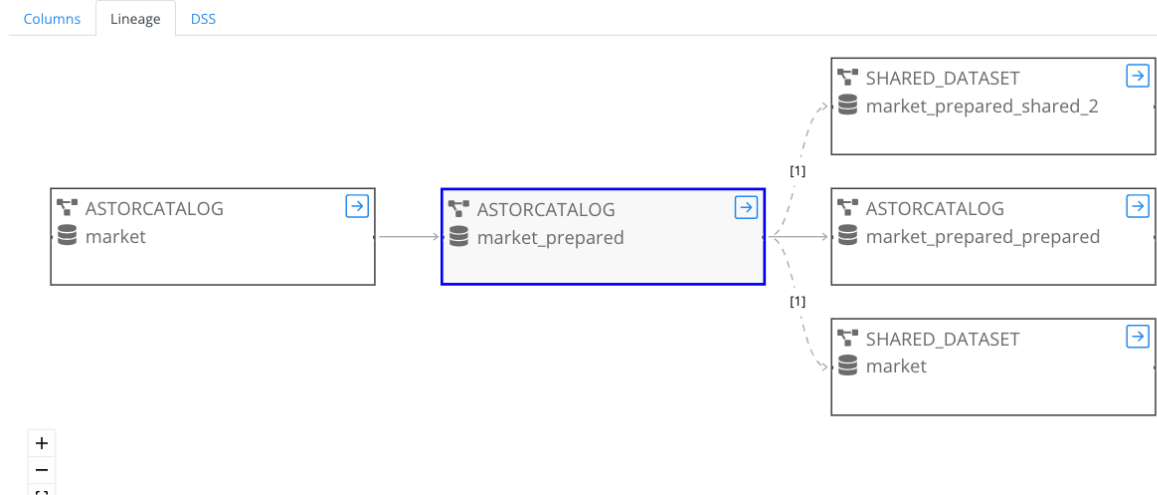 Columns Lineage DSS
SHARED_DATASET
market_prepared_shared_2
[1]
ASTORCATALOG
market
ASTORCATALOG
market_prepared
ASTORCATALOG
market_prepared_prepared
[1]
SHARED_DATASET
market
+
−